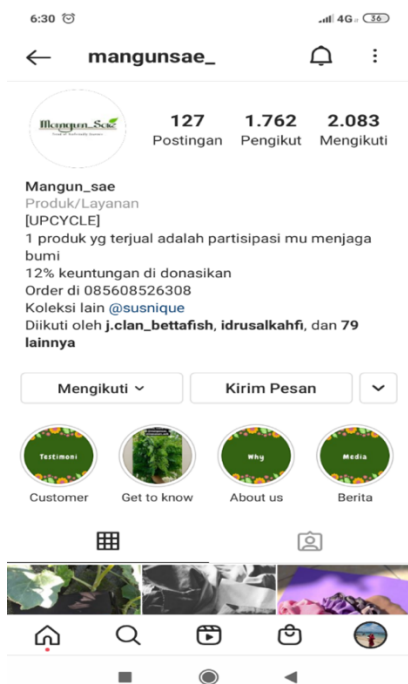 6:30
4G 36
mangunsae_
Mangun_Sae
127 1.762 2.083
Postingan Pengikut Mengikuti
Mangun_sae
Produk/Layanan
[UPCYCLE]
1 produk yg terjual adalah partisipasi mu menjaga
bumi
12% keuntungan di donasikan
Order di 085608526308
Koleksi lain @susnique
Diikuti oleh j.clan_bettafish, idrusalkahfi, dan 79
lainnya
Mengikuti Kirim Pesan
Testimoni Why Media
Customer Get to know About us Berita